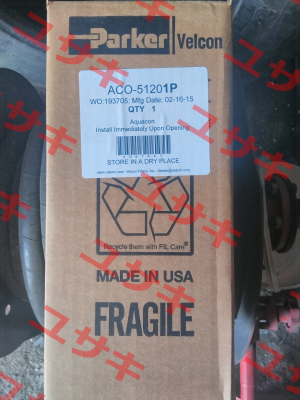 Parker Velcon
ACO-51201P
WO:193705, Mfg Date: 02-16-15
QTY 1
Aquacon
Install Immediately Upon Opening
STORE IN A DRY PLACE
Recycle them with FIL Care®
MADE IN USA
FRAGILE
ユサキ